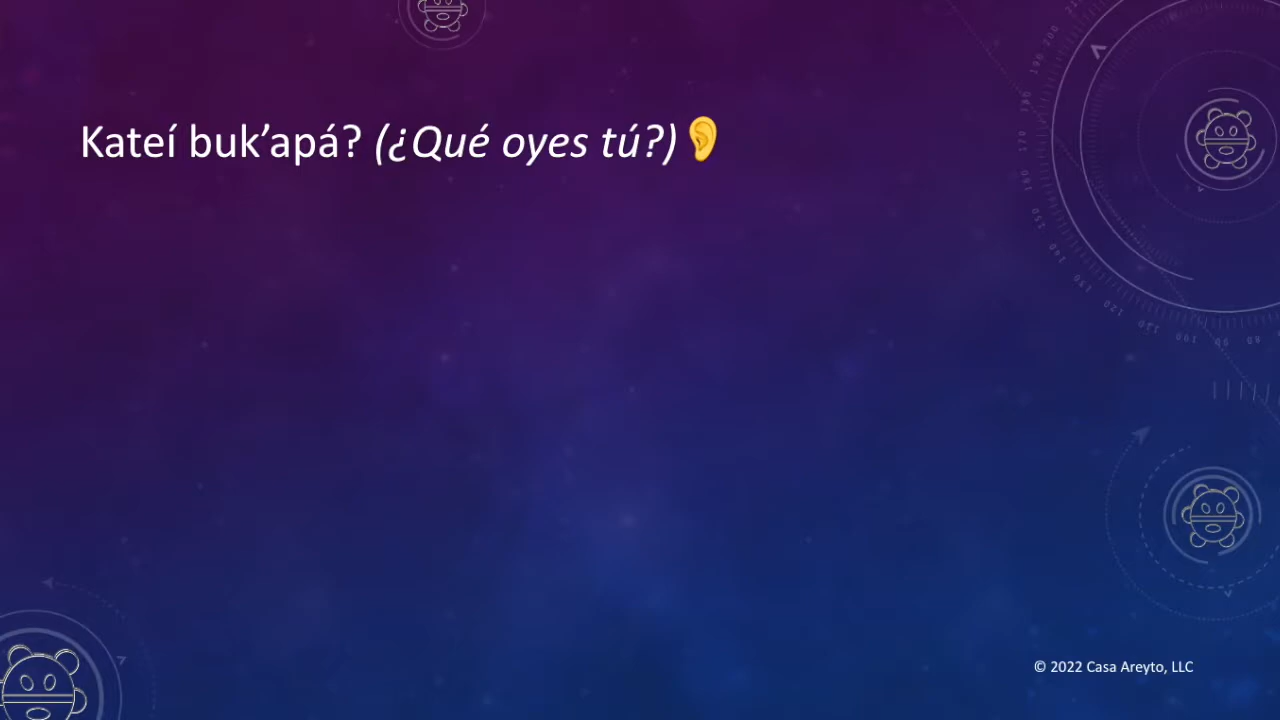 Kateí buk’apá? (¿Qué oyes tú?)👂
© 2022 Casa Areyto, LLC